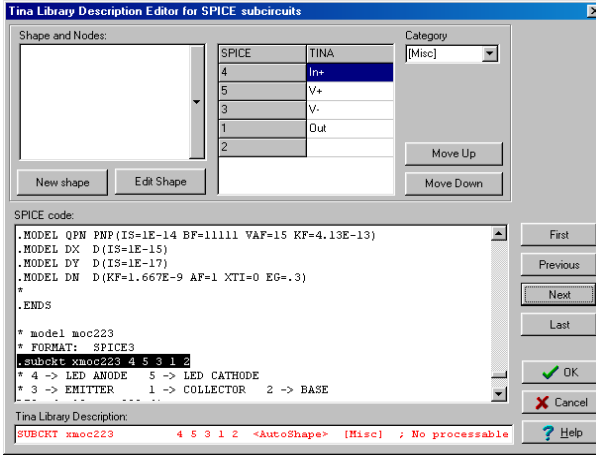 Tina Library Description Editor for SPICE subcircuits
Shape and Nodes:
Category
SPICE TINA
[Misc]
4 In+
5 V+
3 V-
1 Out
2
Move Up
New shape Edit Shape Move Down
SPICE code:
.MODEL QPN PNP(IS=1E-14 BF=11111 VAF=15 KF=4.13E-13)
.MODEL DX D(IS=1E-15)
.MODEL DY D(IS=1E-17)
.MODEL DN D(KF=1.667E-9 AF=1 XTI=0 EG=.3)
*
.ENDS
* model moc223
* FORMAT: SPICE3
.subckt xmoc223 4 5 3 1 2
* 4 -> LED ANODE 5 -> LED CATHODE
* 3 -> EMITTER 1 -> COLLECTOR 2 -> BASE
First
Previous
Next
Last
OK
Cancel
Help
Tina Library Description:
SUBCKT xmoc223 4 5 3 1 2 <AutoShape> [Misc] ; No processable